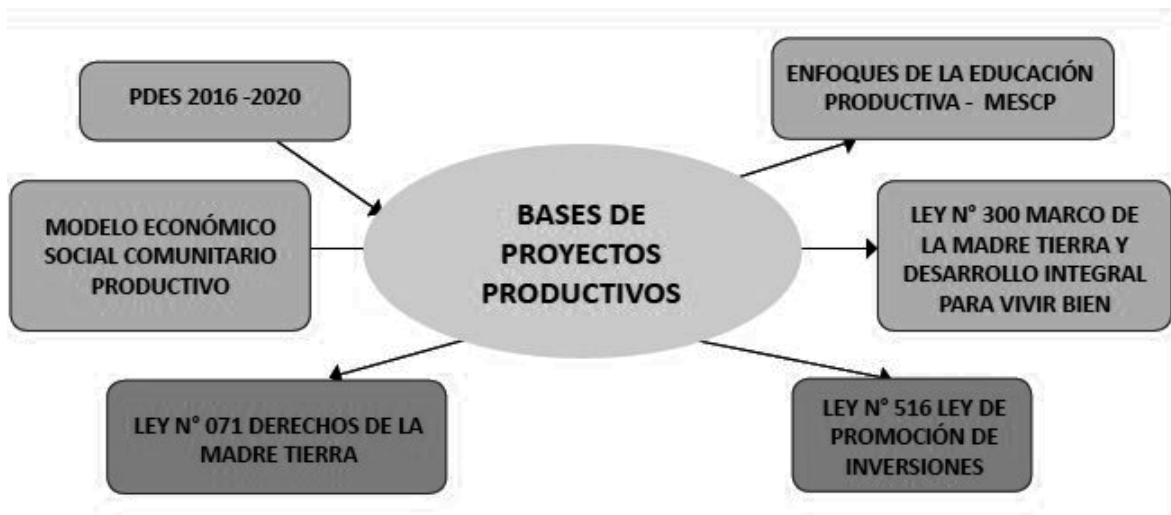 PDES 2016 -2020
ENFOQUES DE LA EDUCACIÓN
PRODUCTIVA - MESCP
MODELO ECONÓMICO
SOCIAL COMUNITARIO
PRODUCTIVO
BASES DE
PROYECTOS
PRODUCTIVOS
LEY N° 300 MARCO DE
LA MADRE TIERRA Y
DESARROLLO INTEGRAL
PARA VIVIR BIEN
LEY N° 071 DERECHOS DE LA
MADRE TIERRA
LEY N° 516 LEY DE
PROMOCIÓN DE
INVERSIONES